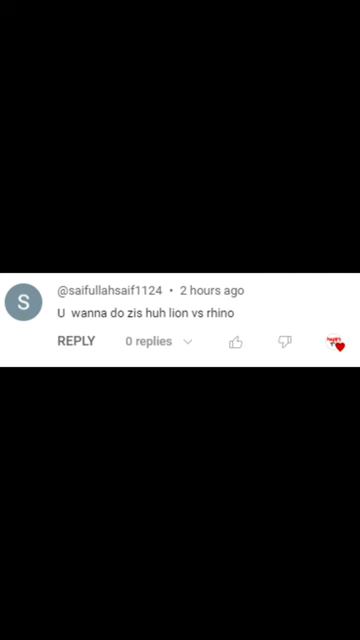 @saifullahsaif1124 • 2 hours ago
U wanna do zis huh lion vs rhino
REPLY 0 replies
S